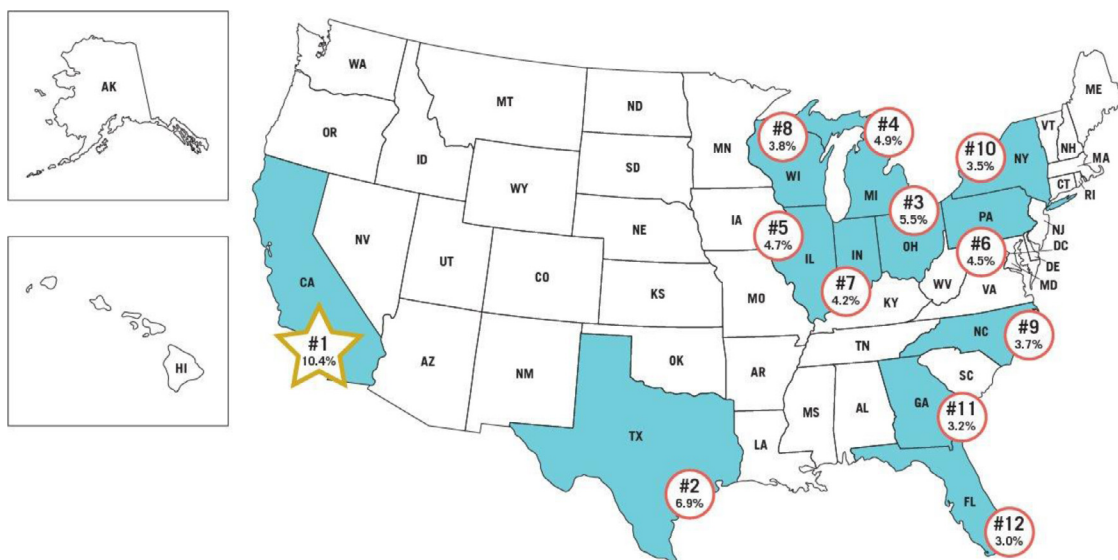 AK
HI
WA
OR
CA
#1
10.4%
NV
ID
MT
WY
UT
AZ
CO
NM
ND
SD
NE
KS
OK
TX
#2
6.9%
MN
IA
MO
AR
LA
#8
3.8%
WI
#4
4.9%
MI
#3
5.5%
OH
#5
4.7%
IL
IN
#7
4.2%
KY
TN
MS
AL
#10
3.5%
NY
PA
#6
4.5%
WV
VA
NC
#9
3.7%
SC
GA
#11
3.2%
FL
#12
3.0%
ME
VT
NH
MA
CT
RI
NJ
DC
DE
MD